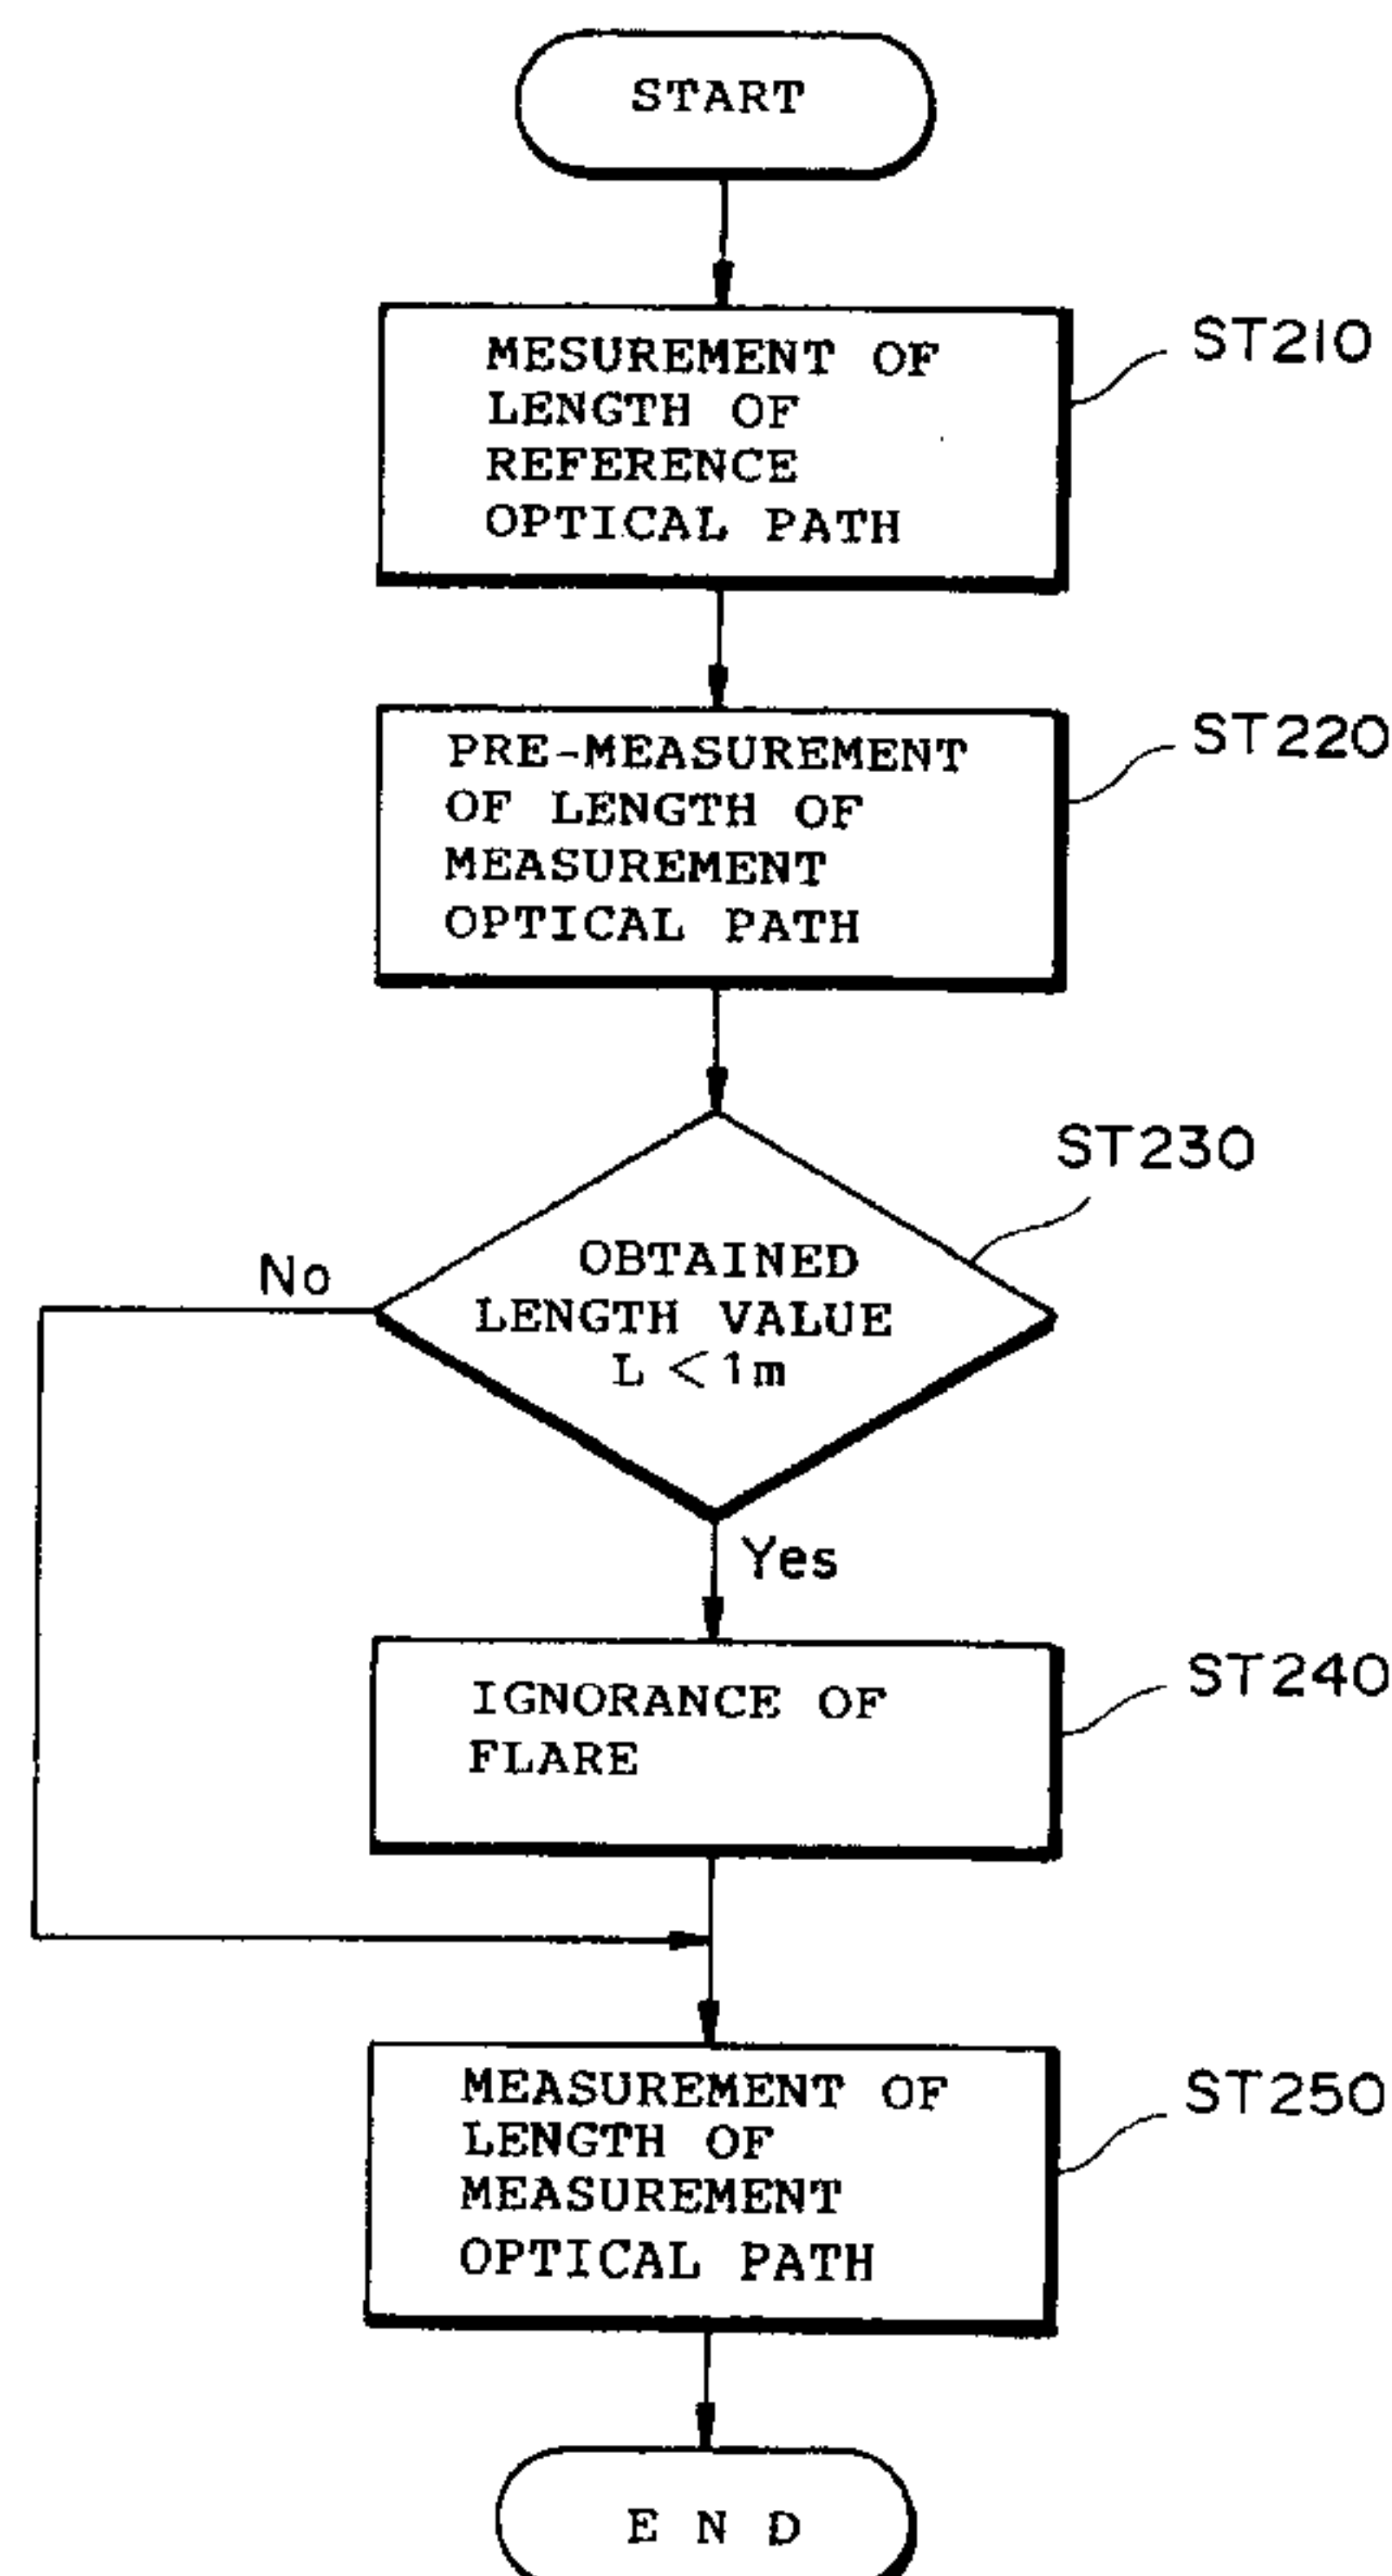 START
MESUREMENT OF
LENGTH OF
REFERENCE
OPTICAL PATH
ST210
PRE-MEASUREMENT
OF LENGTH OF
MEASUREMENT
OPTICAL PATH
ST220
ST230
OBTAINED
LENGTH VALUE
L < 1m
No
Yes
IGNORANCE OF
FLARE
ST240
MEASUREMENT OF
LENGTH OF
MEASUREMENT
OPTICAL PATH
ST250
E N D